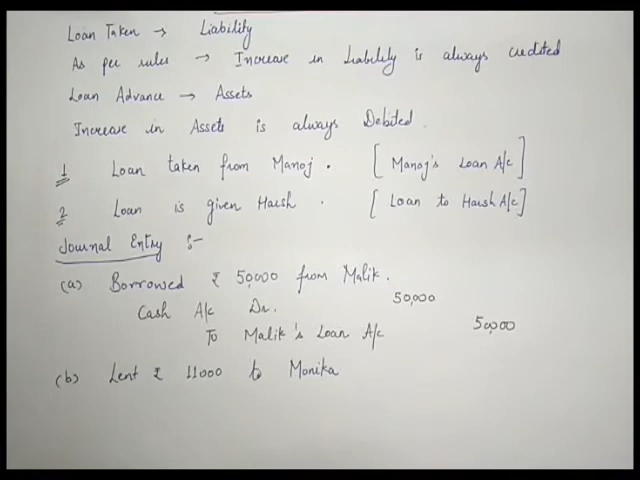 Loan Taken → Liability
As per rules → Increase in Liability is always credited
Loan Advance → Assets
Increase in Assets is always Debited.
1 Loan taken from Manoj. [Manoj's Loan A/c]
2 Loan is given Harsh. [Loan to Harsh A/c]
Journal Entry :-
(a) Borrowed ₹ 50,000 from Malik.
Cash A/c Dr. 50,000
To Malik's Loan A/c 50,000
(b) Lent ₹ 11000 to Monika